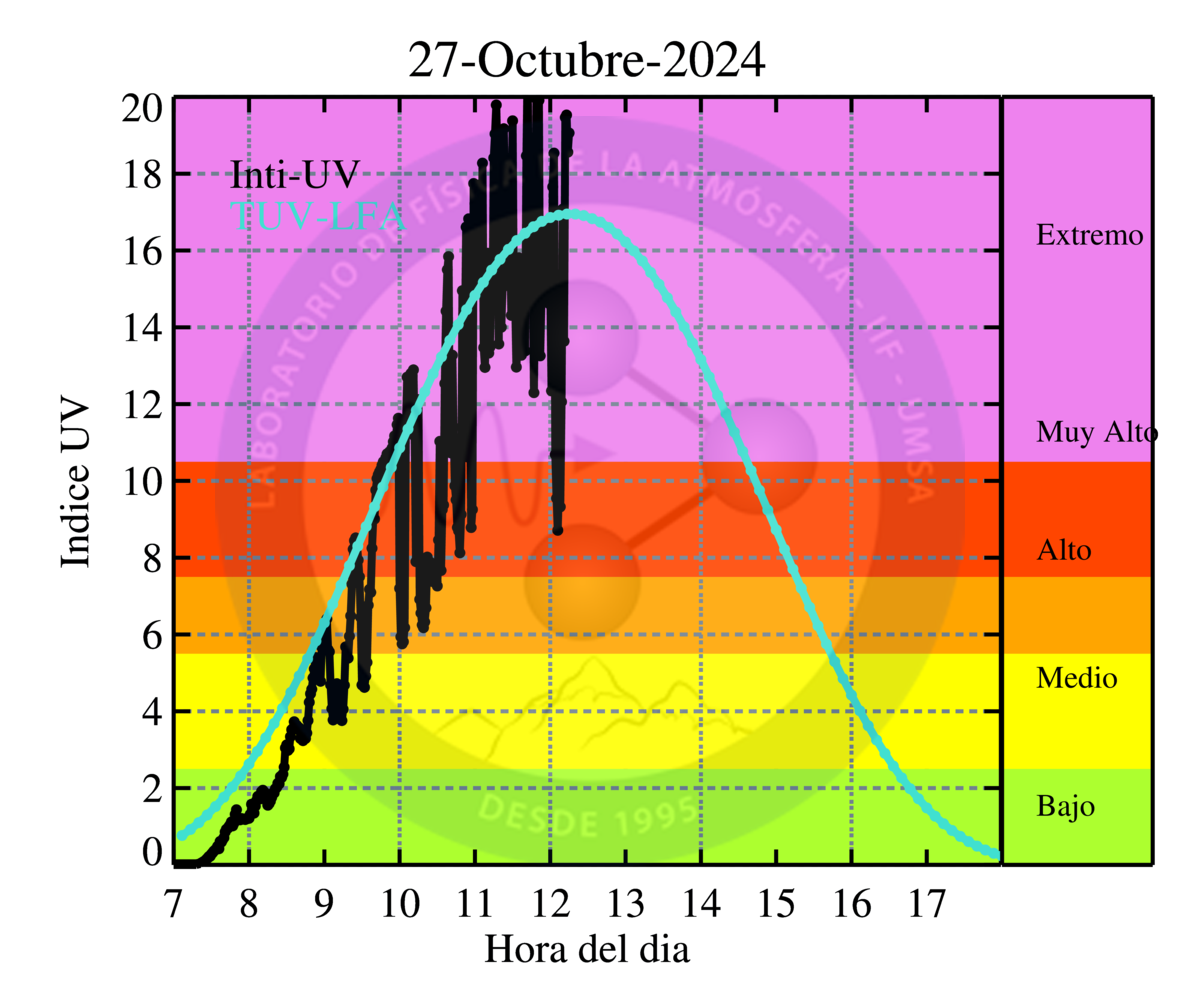 27-Octubre-2024
20
18
16
14
12
10
8
6
4
2
0
Indice UV
Inti-UV
TUV-LFA
LABORATORIO DE FÍSICA DE LA ATMÓSFERA - IIF - UMSA
DESDE 1995
Extremo
Muy Alto
Alto
Medio
Bajo
7 8 9 10 11 12 13 14 15 16 17
Hora del dia